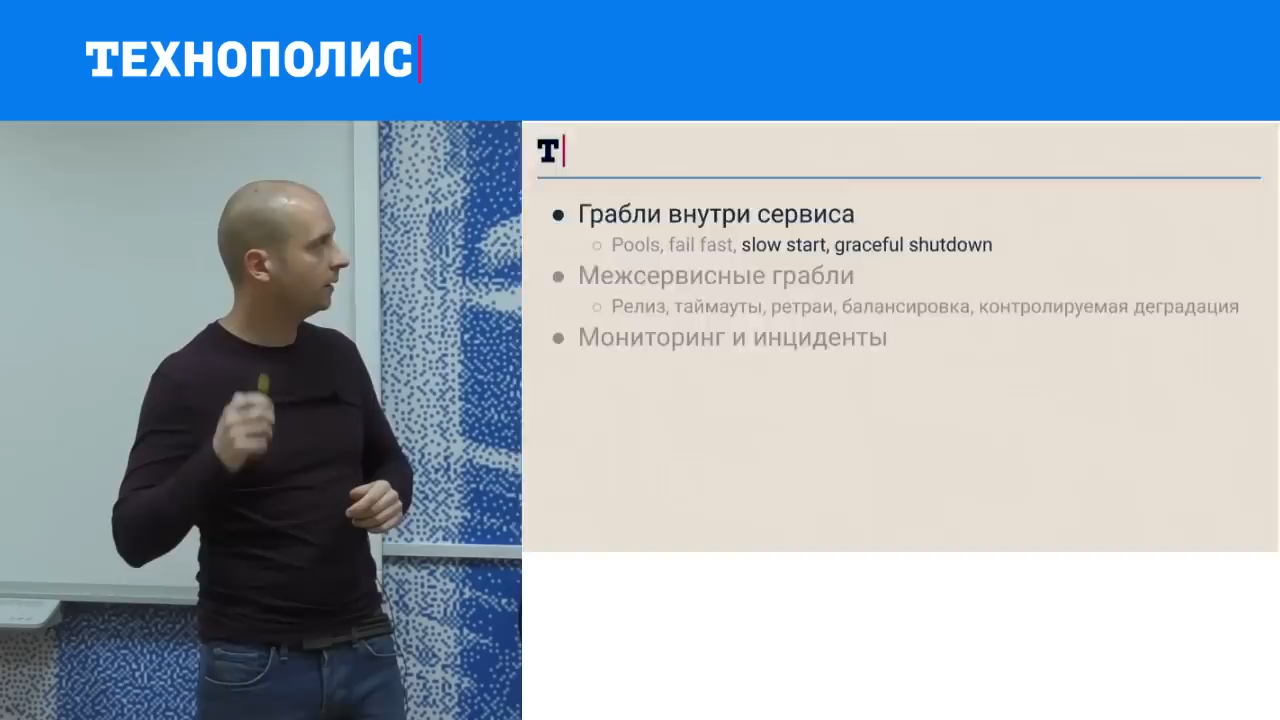 ТЕХНОПОЛИС
Т
Грабли внутри сервиса
Pools, fail fast, slow start, graceful shutdown
Межсервисные грабли
Релиз, таймауты, ретраи, балансировка, контролируемая деградация
Мониторинг и инциденты